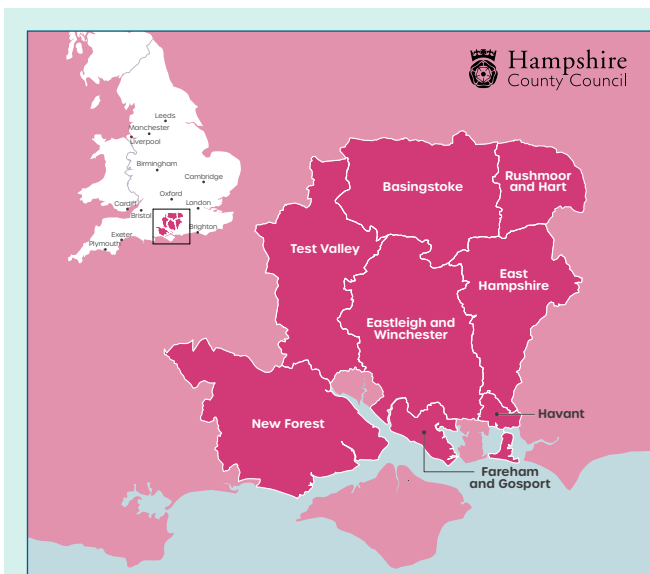 Hampshire
County Council
Leeds
Manchester
Liverpool
Birmingham
Cambridge
Oxford
Cardiff
London
Bristol
Brighton
Exeter
Plymouth
Basingstoke
Rushmoor
and Hart
Test Valley
East
Hampshire
Eastleigh and
Winchester
New Forest
Havant
Fareham
and Gosport